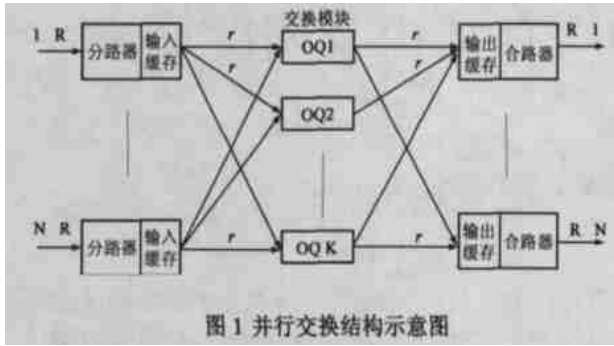 交换模块
1 R
分路器
输入
缓存
r
OQ1
r
输出
缓存
合路器
R 1
r
OQ2
r
N R
分路器
输入
缓存
r
OQ K
r
输出
缓存
合路器
R N
图 1 并行交换结构示意图